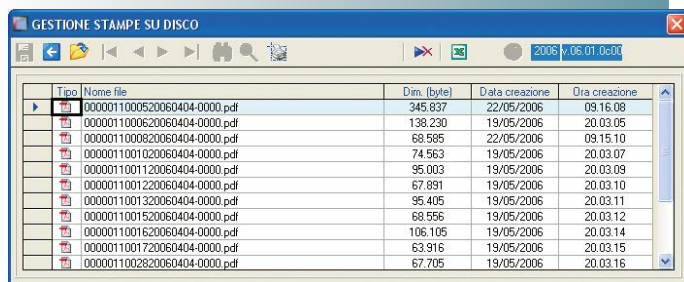 GESTIONE STAMPE SU DISCO
2006 v.06.01.0c00
Tipo Nome file Dim. (byte) Data creazione Ora creazione
0000011000520060404-0000.pdf 345.837 22/05/2006 09.16.08
0000011000620060404-0000.pdf 138.230 19/05/2006 20.03.05
0000011000820060404-0000.pdf 68.585 22/05/2006 09.15.10
0000011001020060404-0000.pdf 74.563 19/05/2006 20.03.07
0000011001120060404-0000.pdf 95.003 19/05/2006 20.03.09
0000011001220060404-0000.pdf 67.891 19/05/2006 20.03.10
0000011001320060404-0000.pdf 95.405 19/05/2006 20.03.11
0000011001520060404-0000.pdf 68.556 19/05/2006 20.03.12
0000011001620060404-0000.pdf 106.105 19/05/2006 20.03.14
0000011001720060404-0000.pdf 63.916 19/05/2006 20.03.15
0000011002820060404-0000.pdf 67.705 19/05/2006 20.03.16